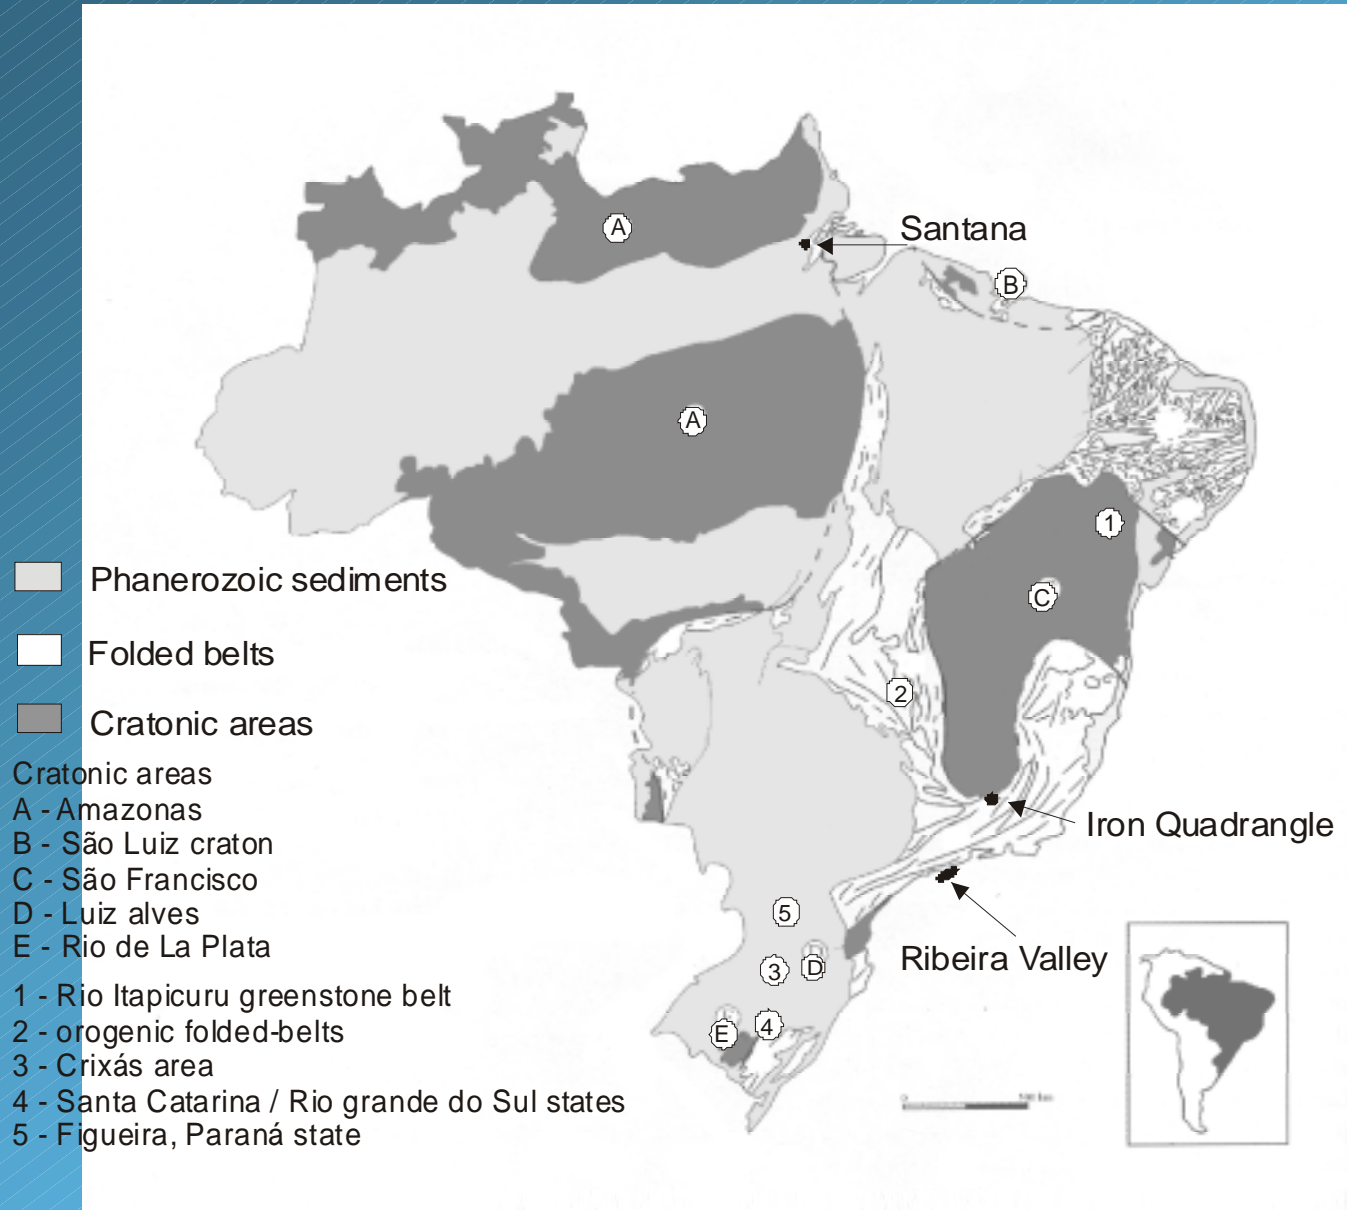 A
Santana
B
A
1
Phanerozoic sediments
C
Folded belts
2
Cratonic areas
Cratonic areas
A - Amazonas
Iron Quadrangle
B - São Luiz craton
C - São Francisco
D - Luiz alves
5
E - Rio de La Plata
Ribeira Valley
3
D
1 - Rio Itapicuru greenstone belt
4
2 - orogenic folded-belts
E
3 - Crixás area
4 - Santa Catarina / Rio grande do Sul states
5 - Figueira, Paraná state
0